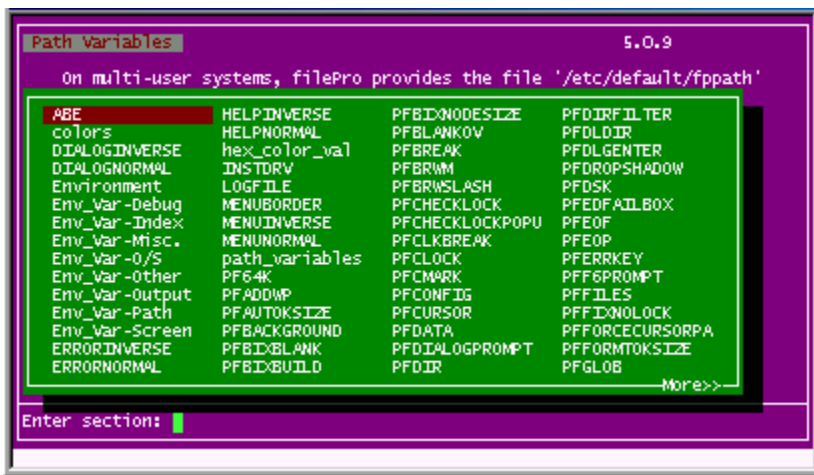 Path Variables 5.0.9
On multi-user systems, filePro provides the file '/etc/default/fppath'
ABE HELPINVERSE PFBIXNODESIZE PFDIRFILTER
colors HELPNORMAL PFBLANKOV PFDLDIR
DIALOGINVERSE hex_color_val PFBREAK PFDLGENTER
DIALOGNORMAL INSTDRV PFBRWM PFDROPSHADOW
Environment LOGFILE PFBRWSLASH PFDSK
Env_Var-Debug MENUBORDER PFCHECKLOCK PFEDFAILBOX
Env_Var-Index MENUINVERSE PFCHECKLOCKPOPU PFEOF
Env_Var-Misc. MENUNORMAL PFCLKBREAK PFEOP
Env_Var-O/S path_variables PFCLOCK PFERRKEY
Env_Var-Other PF64K PFCMARK PFF6PROMPT
Env_Var-Output PFADDWP PFCONFIG PFFILES
Env_Var-Path PFAUTOKSIZE PFCURSOR PFFIXNOLOCK
Env_Var-Screen PFBACKGROUND PFDATA PFFORCECURSORPA
ERRORINVERSE PFBIXBLANK PFDIALOGPROMPT PFFORMTOKSIZE
ERRORNORMAL PFBIXBUILD PFDIR PFGLOB
More>>
Enter section: